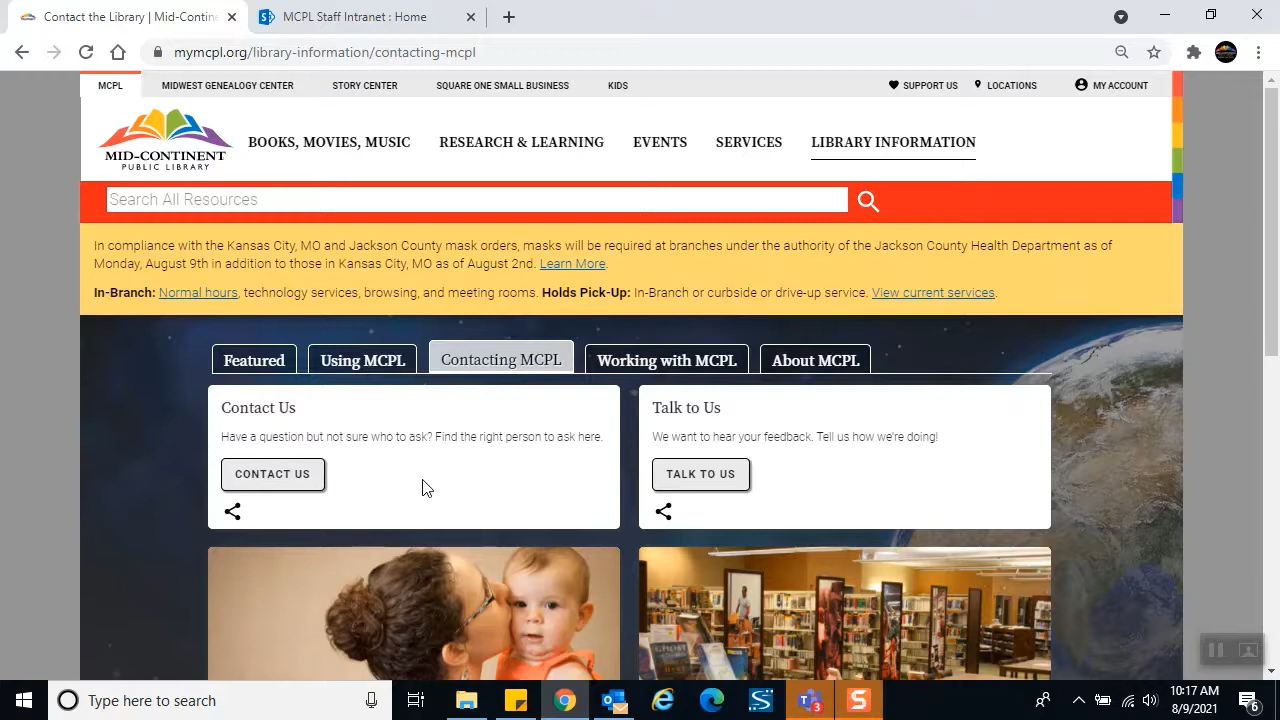 Contact the Library | Mid-Contine
MCPL Staff Intranet : Home
mymcpl.org/library-information/contacting-mcpl
MCPL
MIDWEST GENEALOGY CENTER
STORY CENTER
SQUARE ONE SMALL BUSINESS
KIDS
SUPPORT US
LOCATIONS
MY ACCOUNT
MID-CONTINENT
PUBLIC LIBRARY
BOOKS, MOVIES, MUSIC
RESEARCH & LEARNING
EVENTS
SERVICES
LIBRARY INFORMATION
Search All Resources
In compliance with the Kansas City, MO and Jackson County mask orders, masks will be required at branches under the authority of the Jackson County Health Department as of
Monday, August 9th in addition to those in Kansas City, MO as of August 2nd. Learn More.
In-Branch: Normal hours, technology services, browsing, and meeting rooms. Holds Pick-Up: In-Branch or curbside or drive-up service. View current services.
Featured
Using MCPL
Contacting MCPL
Working with MCPL
About MCPL
Contact Us
Have a question but not sure who to ask? Find the right person to ask here.
CONTACT US
Talk to Us
We want to hear your feedback. Tell us how we're doing!
TALK TO US
GHOST
Type here to search
3
S
10:17 AM
8/9/2021
6